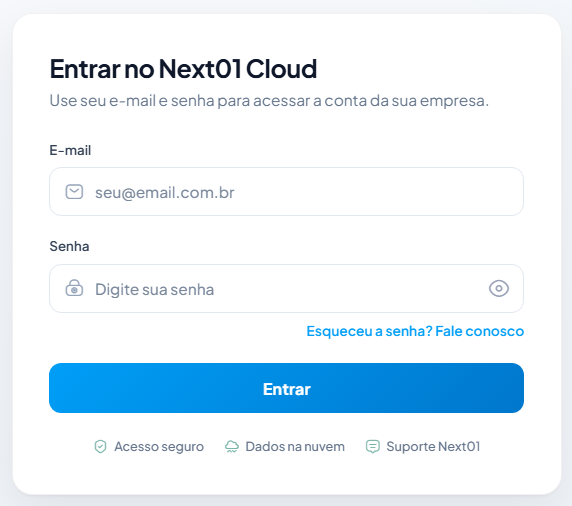 Entrar no Next01 Cloud
Use seu e-mail e senha para acessar a conta da sua empresa.
E-mail
seu@email.com.br
Senha
Digite sua senha
Esqueceu a senha? Fale conosco
Entrar
Acesso seguro Dados na nuvem Suporte Next01